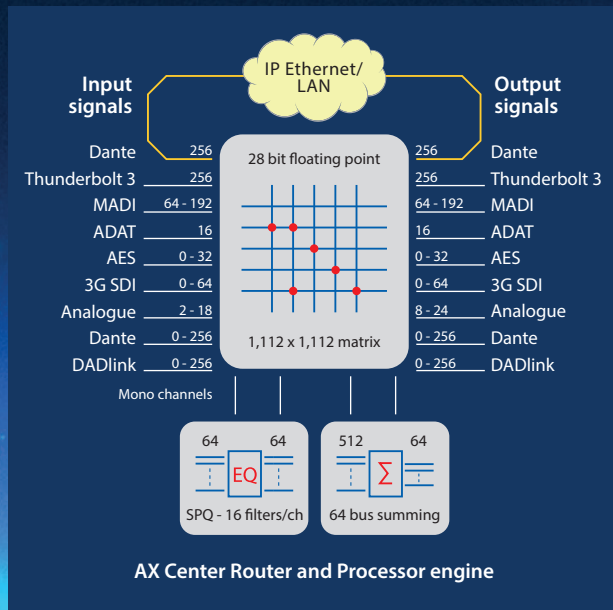 IP Ethernet/
LAN
Input
signals
Output
signals
Dante 256
Thunderbolt 3 256
MADI 64 - 192
ADAT 16
AES 0 - 32
3G SDI 0 - 64
Analogue 2 - 18
Dante 0 - 256
DADlink 0 - 256
Mono channels
28 bit floating point
1,112 x 1,112 matrix
256 Dante
256 Thunderbolt 3
64 - 192 MADI
16 ADAT
0 - 32 AES
0 - 64 3G SDI
8 - 24 Analogue
0 - 256 Dante
0 - 256 DADlink
64 64
EQ
SPQ - 16 filters/ch
512 64
Σ
64 bus summing
AX Center Router and Processor engine